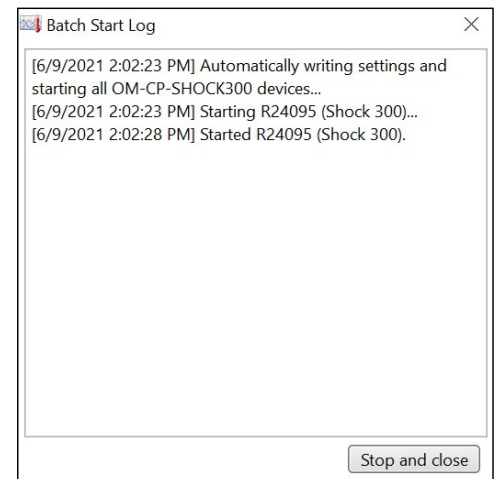 Batch Start Log
[6/9/2021 2:02:23 PM] Automatically writing settings and
starting all OM-CP-SHOCK300 devices...
[6/9/2021 2:02:23 PM] Starting R24095 (Shock 300)...
[6/9/2021 2:02:28 PM] Started R24095 (Shock 300).
Stop and close